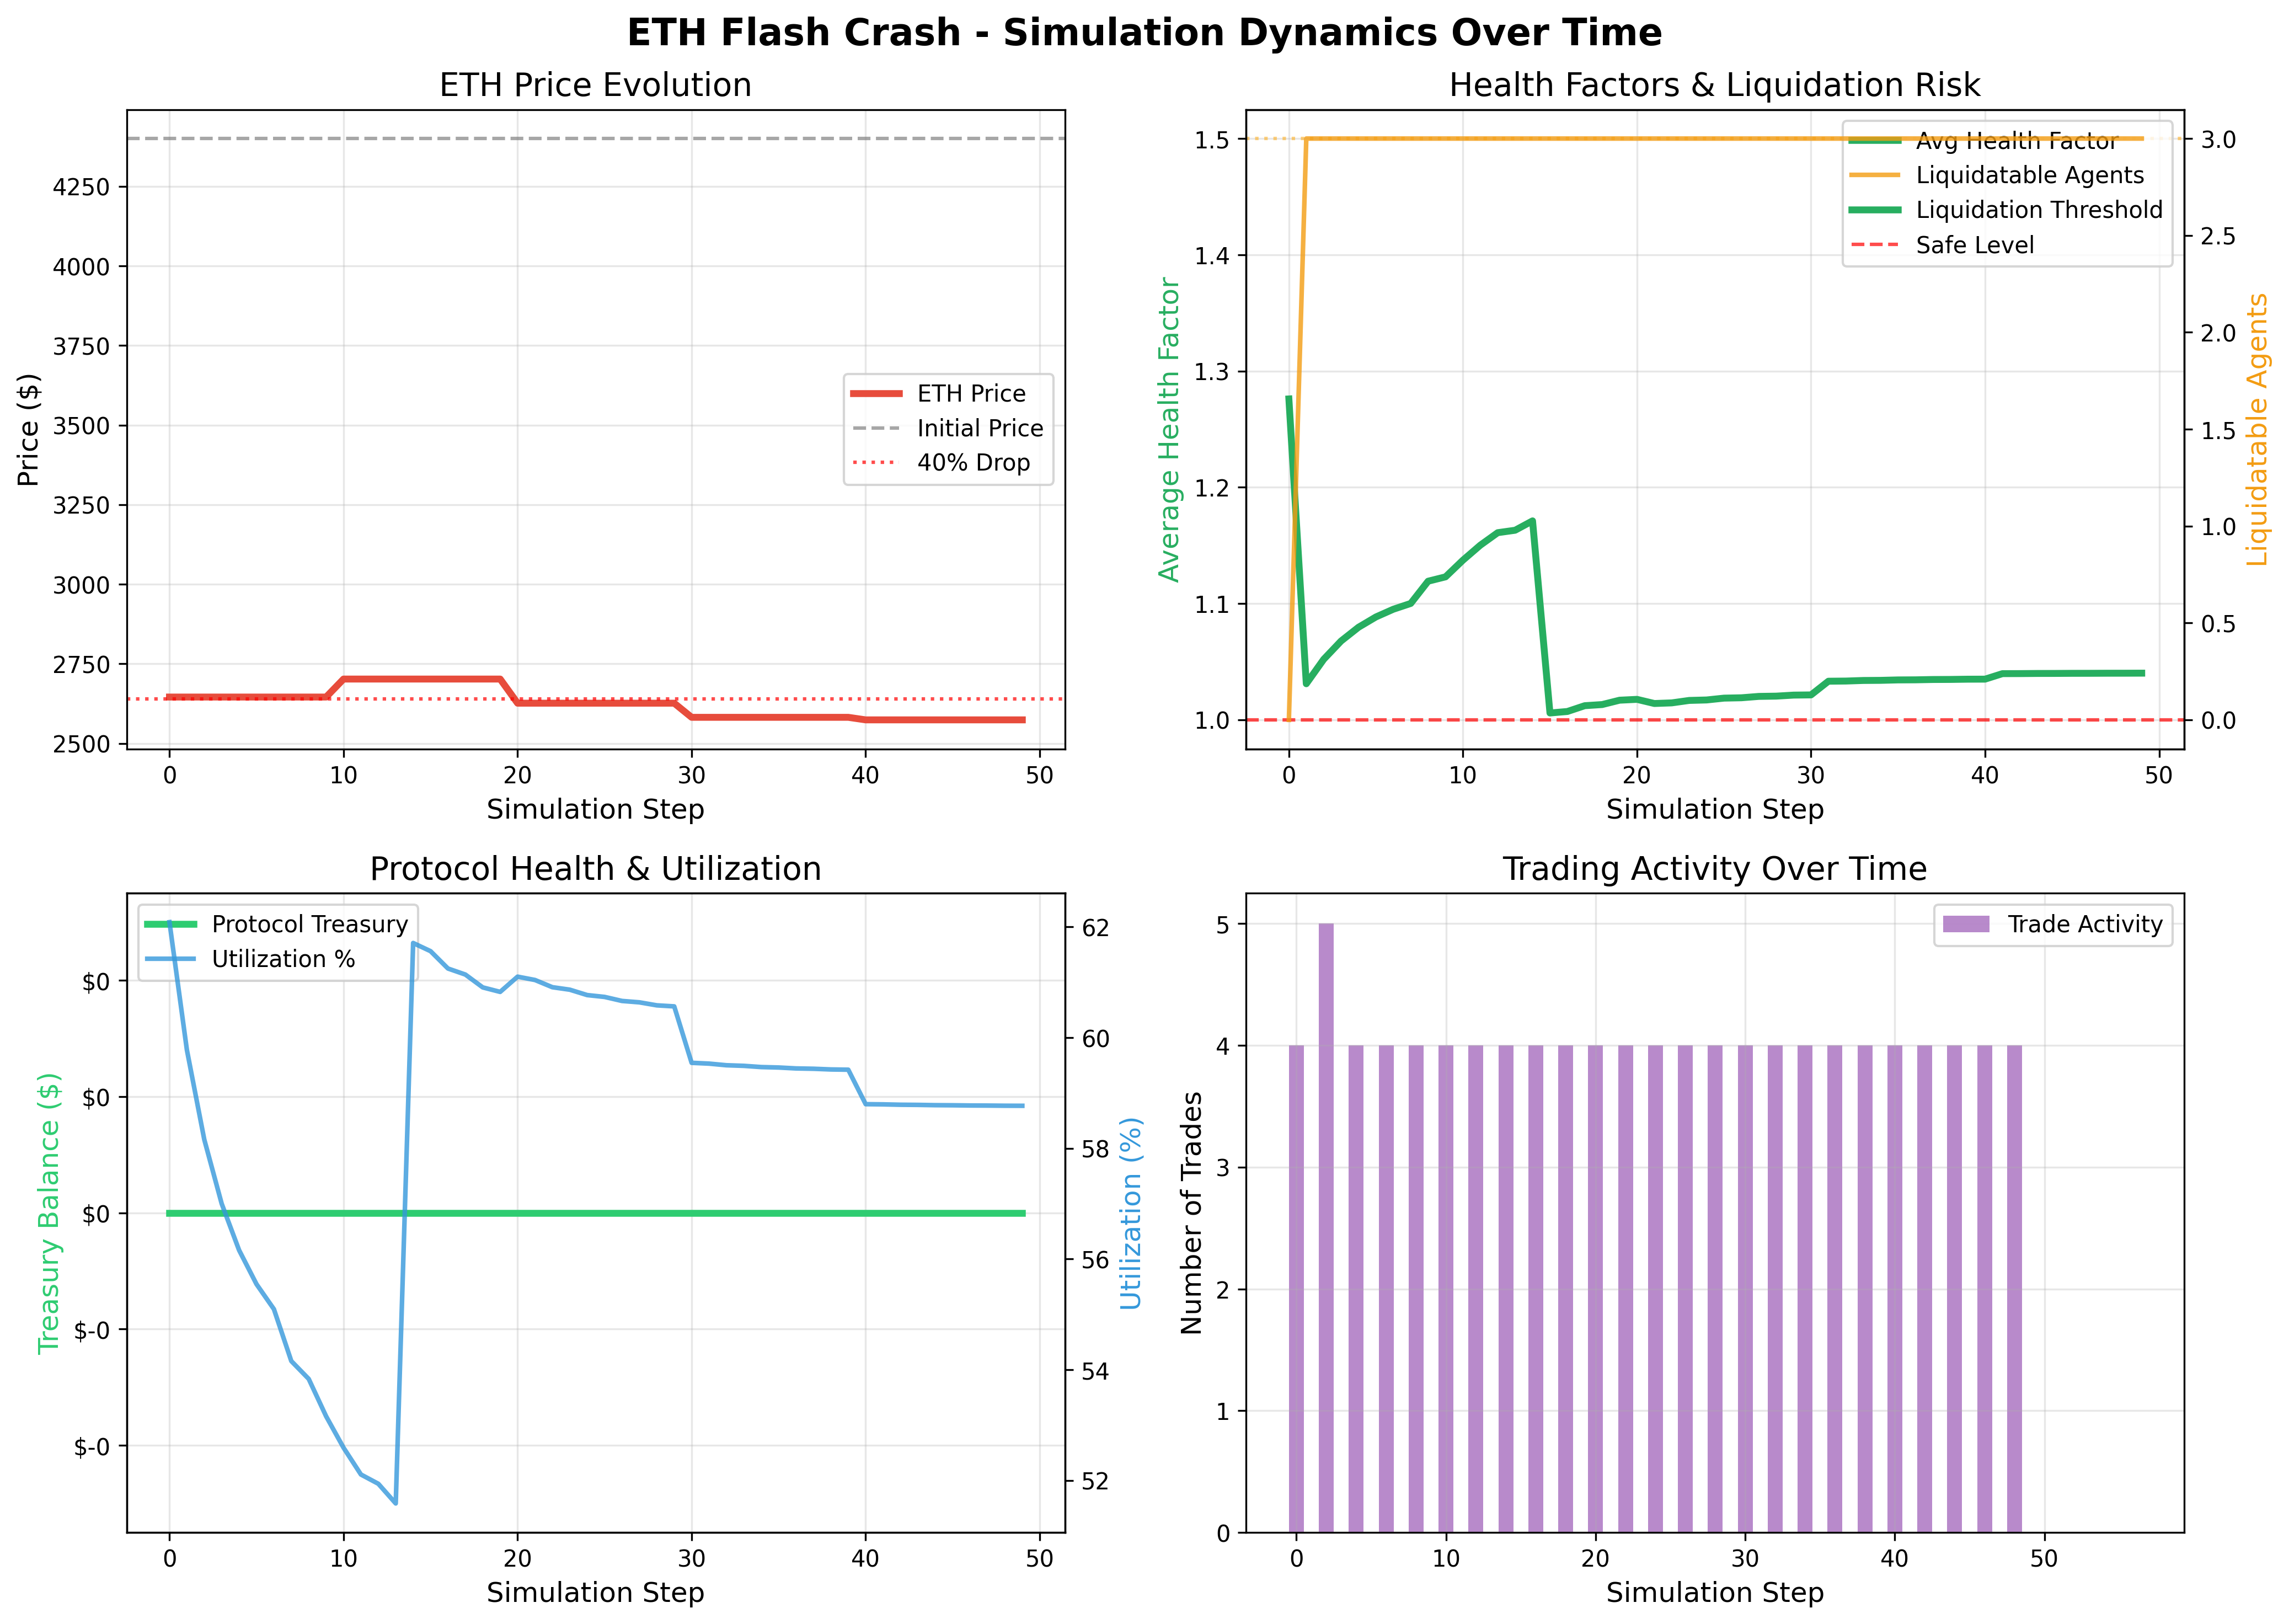 ETH Flash Crash - Simulation Dynamics Over Time
ETH Price Evolution
Price ($)
4250
4000
3750
3500
3250
3000
2750
2500
ETH Price
Initial Price
40% Drop
0 10 20 30 40 50
Simulation Step
Health Factors & Liquidation Risk
Average Health Factor
1.5
1.4
1.3
1.2
1.1
1.0
Avg Health Factor
Liquidatable Agents
Liquidation Threshold
Safe Level
3.0
2.5
2.0
1.5
1.0
0.5
0.0
Liquidatable Agents
0 10 20 30 40 50
Simulation Step
Protocol Health & Utilization
Treasury Balance ($)
$0
$0
$0
$-0
$-0
Protocol Treasury
Utilization %
62
60
58
56
54
52
Utilization (%)
0 10 20 30 40 50
Simulation Step
Trading Activity Over Time
Number of Trades
5
4
3
2
1
0
Trade Activity
0 10 20 30 40 50
Simulation Step